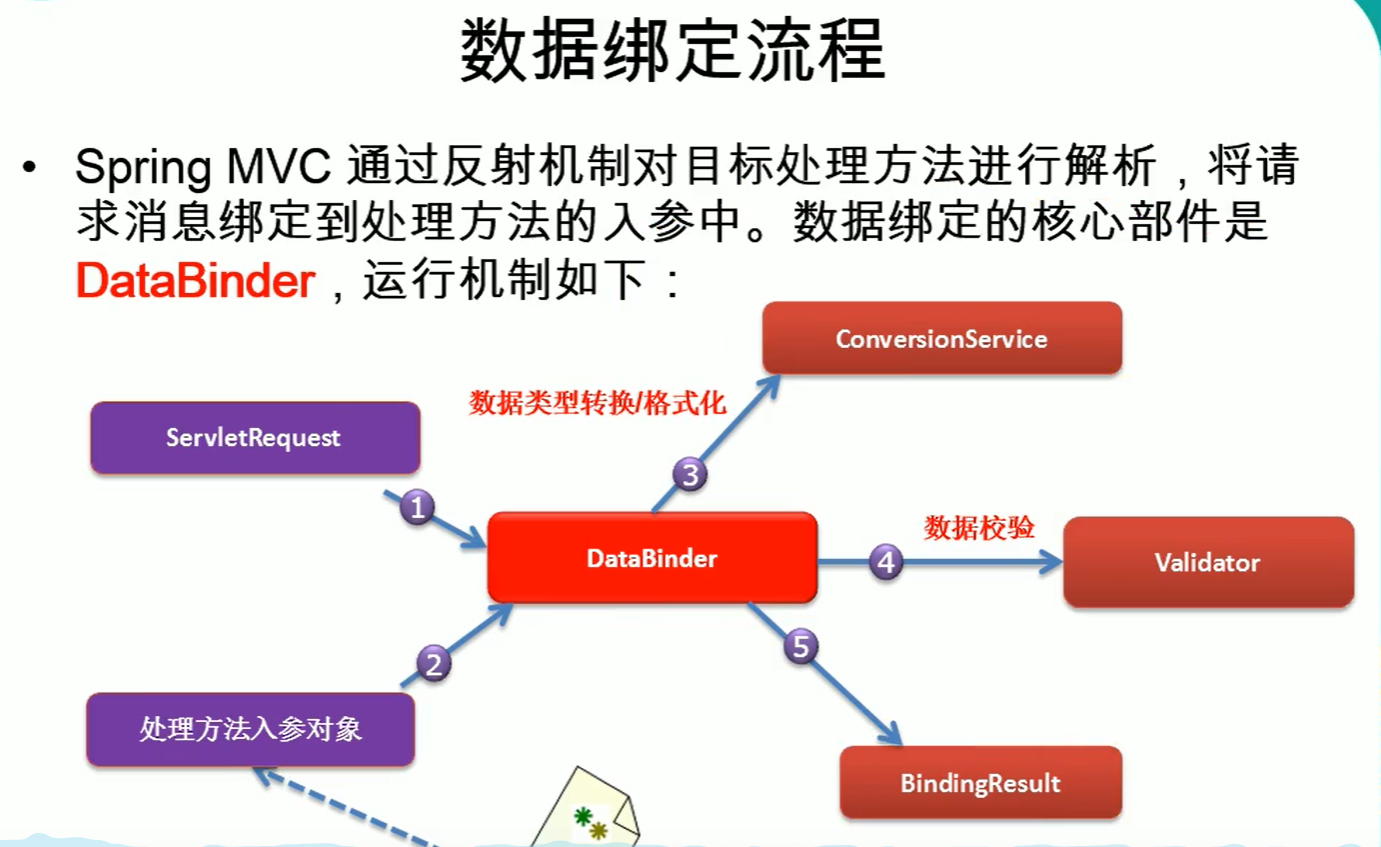 数据绑定流程
• Spring MVC 通过反射机制对目标处理方法进行解析，将请
求消息绑定到处理方法的入参中。数据绑定的核心部件是
DataBinder，运行机制如下：
ConversionService
数据类型转换/格式化
ServletRequest
3
1
数据校验
DataBinder
4
Validator
5
2
处理方法入参对象
BindingResult